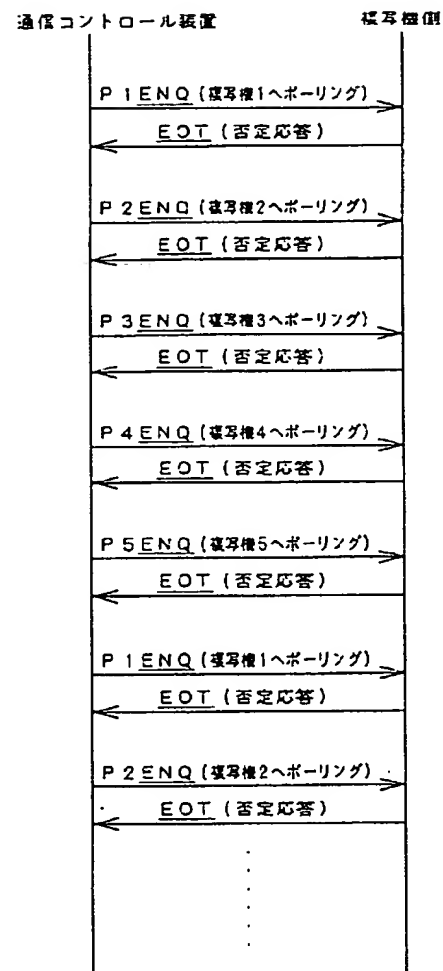 通信コントロール装置 複写機側
P1ENQ(複写機1へポーリング)
EOT(否定応答)
P2ENQ(複写機2へポーリング)
EOT(否定応答)
P3ENQ(複写機3へポーリング)
EOT(否定応答)
P4ENQ(複写機4へポーリング)
EOT(否定応答)
P5ENQ(複写機5へポーリング)
EOT(否定応答)
P1ENQ(複写機1へポーリング)
EOT(否定応答)
P2ENQ(複写機2へポーリング)
EOT(否定応答)